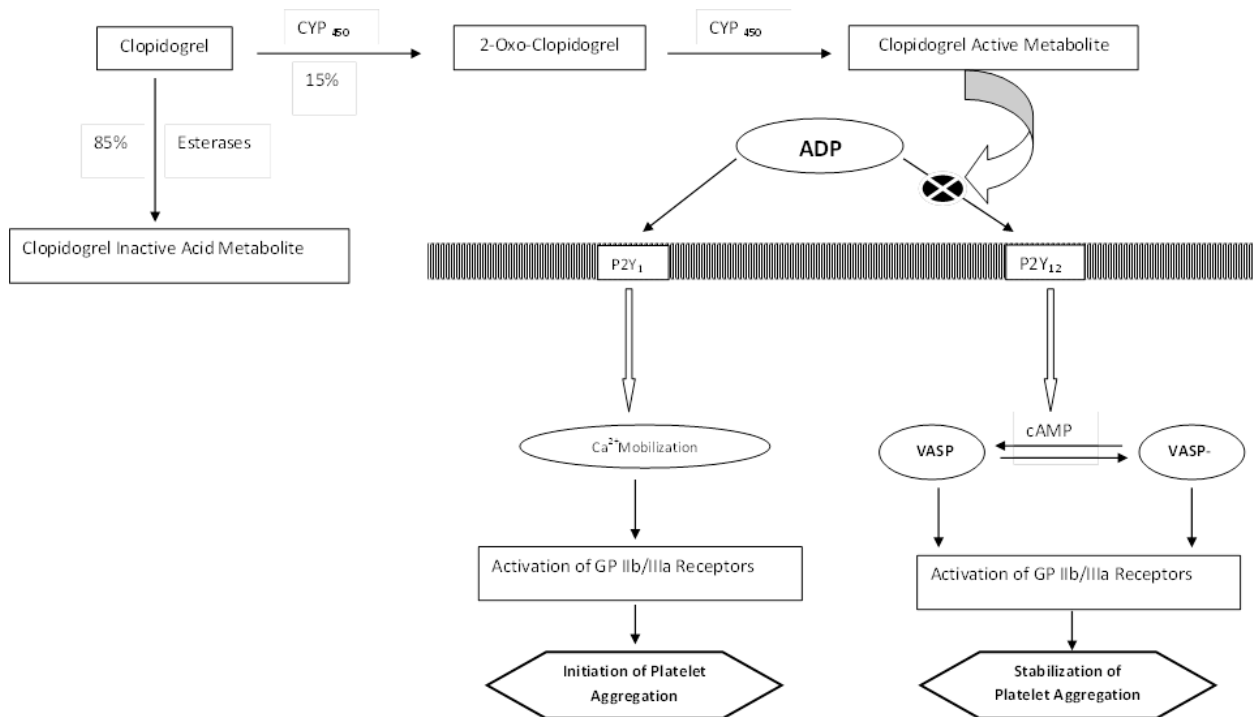 Clopidogrel
CYP 450
15%
2-Oxo-Clopidogrel
CYP 450
Clopidogrel Active Metabolite
85%
Esterases
ADP
Clopidogrel Inactive Acid Metabolite
P2Y1
P2Y12
Ca2+Mobilization
VASP
cAMP
VASP-
Activation of GP IIb/IIIa Receptors
Activation of GP IIb/IIIa Receptors
Initiation of Platelet
Aggregation
Stabilization of
Platelet Aggregation